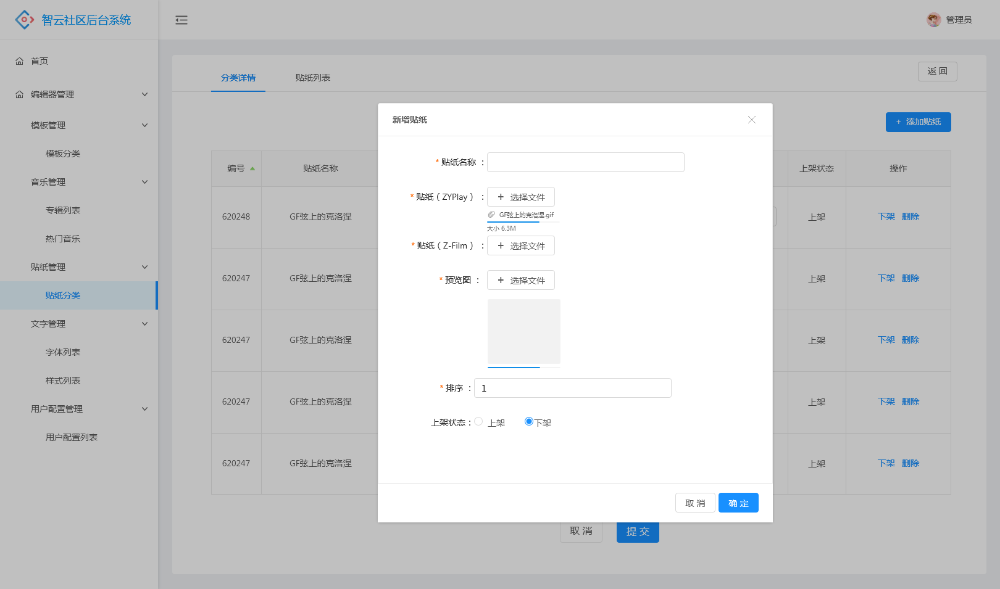 智云社区后台系统
管理员
首页
编辑器管理
模板管理
模板分类
音乐管理
专辑列表
热门音乐
贴纸管理
贴纸分类
文字管理
字体列表
样式列表
用户配置管理
用户配置列表
分类详情 贴纸列表
返 回
+ 添加贴纸
编号 贴纸名称 上架状态 操作
620248 GF弦上的克洛涅 上架 下架 删除
620247 GF弦上的克洛涅 上架 下架 删除
620247 GF弦上的克洛涅 上架 下架 删除
620247 GF弦上的克洛涅 上架 下架 删除
620247 GF弦上的克洛涅 上架 下架 删除
取 消 提 交
新增贴纸
*贴纸名称 ：
*贴纸（ZYPlay）： + 选择文件
GF弦上的克洛涅.gif
大小 6.3M
*贴纸（Z-Film）： + 选择文件
*预览图 ： + 选择文件
*排序 ： 1
上架状态： 上架 下架
取 消 确 定